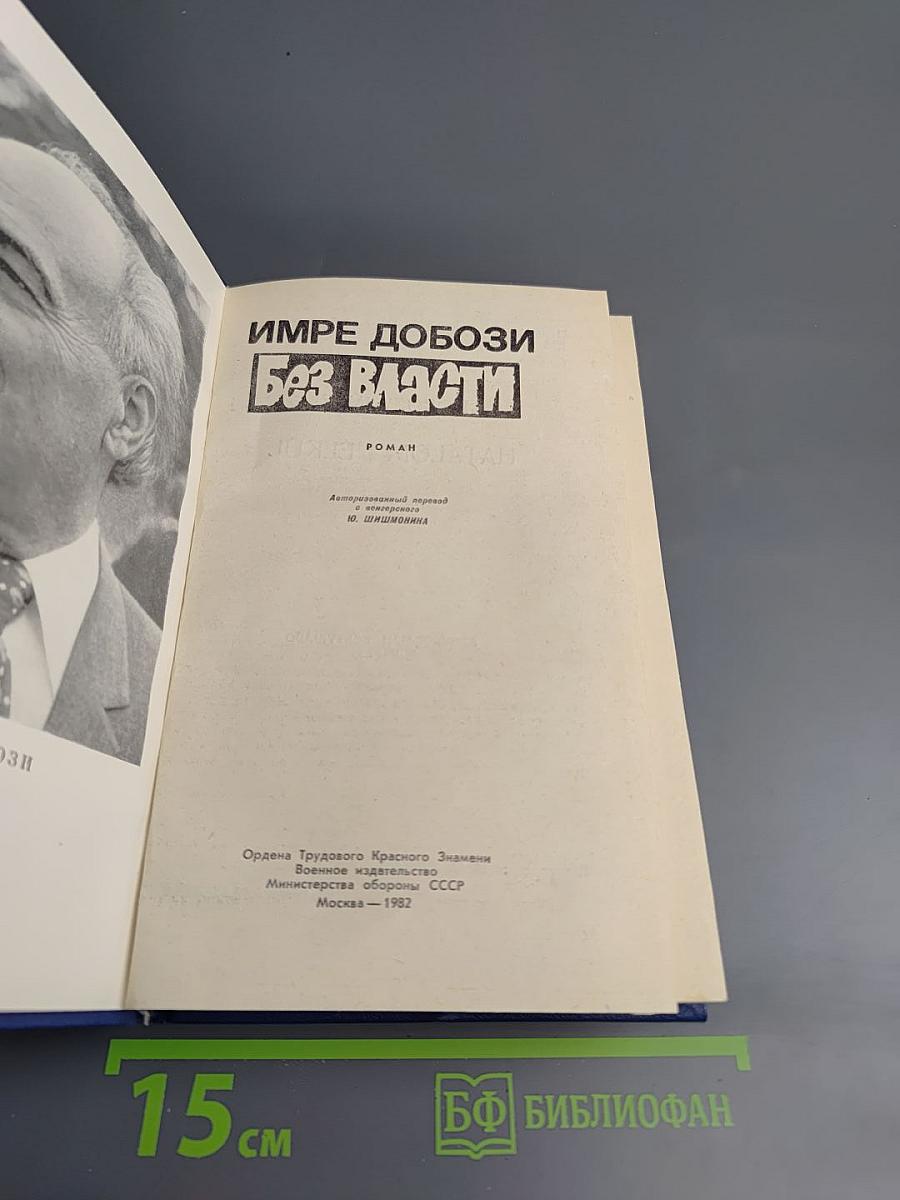 ИМРЕ ДОБОЗИ
Без власти
РОМАН
Авторизованный перевод
с венгерского
Ю. ШИШМОНИНА
ОЗИ
Ордена Трудового Красного Знамени
Военное издательство
Министерства обороны СССР
Москва — 1982
15 см
БФ БИБЛИОФАН